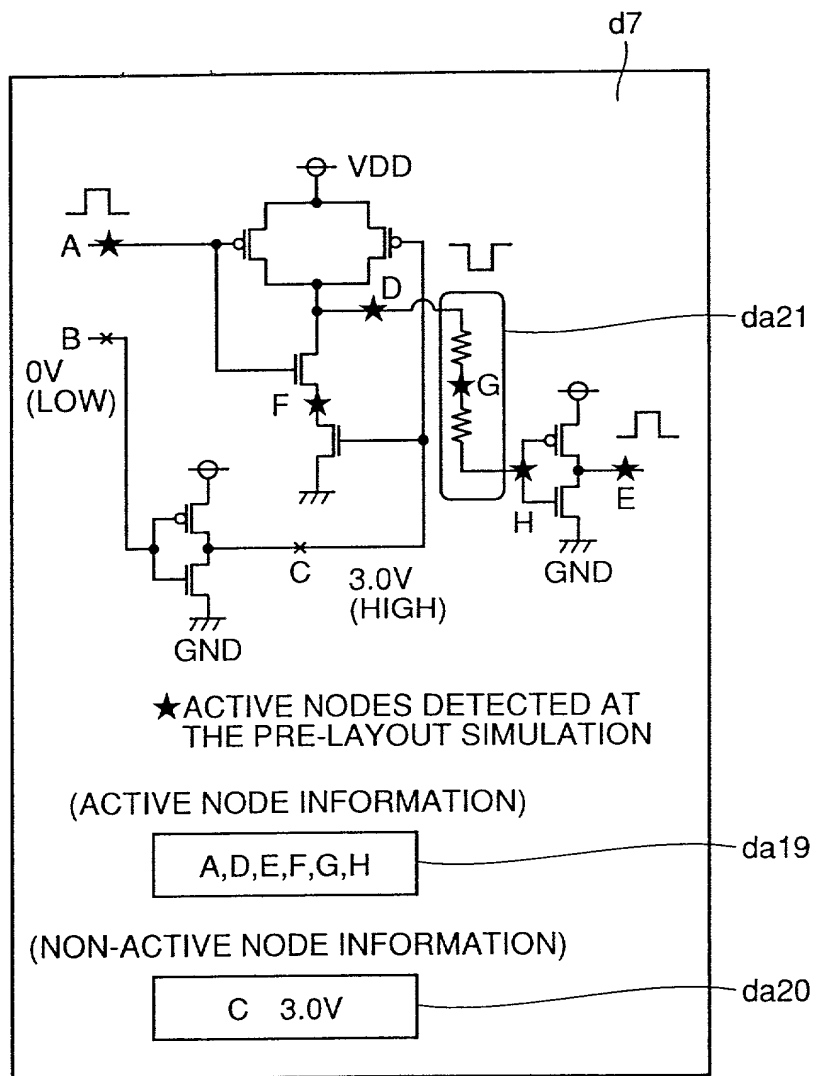 d7
VDD
A
D
B
da21
0V
(LOW)
G
F
E
H
C
3.0V
(HIGH)
GND
GND
★ACTIVE NODES DETECTED AT
THE PRE-LAYOUT SIMULATION
(ACTIVE NODE INFORMATION)
A,D,E,F,G,H
da19
(NON-ACTIVE NODE INFORMATION)
C 3.0V
da20